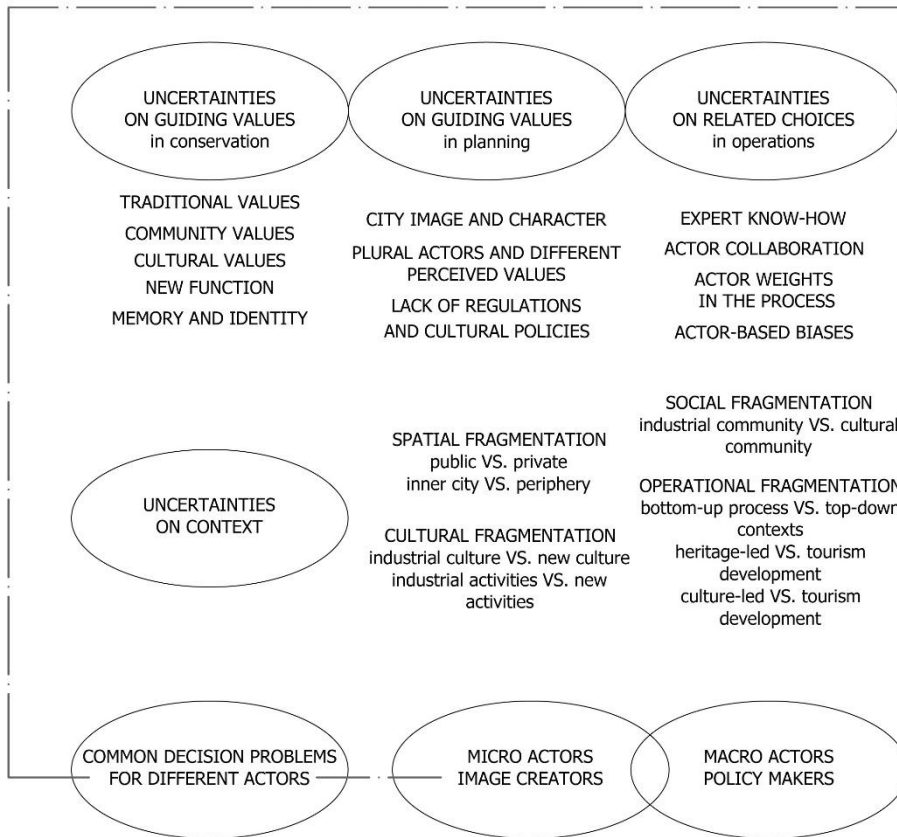 UNCERTAINTIES
ON GUIDING VALUES
in conservation
UNCERTAINTIES
ON GUIDING VALUES
in planning
UNCERTAINTIES
ON RELATED CHOICES
in operations
TRADITIONAL VALUES
COMMUNITY VALUES
CULTURAL VALUES
NEW FUNCTION
MEMORY AND IDENTITY
CITY IMAGE AND CHARACTER
PLURAL ACTORS AND DIFFERENT
PERCEIVED VALUES
LACK OF REGULATIONS
AND CULTURAL POLICIES
EXPERT KNOW-HOW
ACTOR COLLABORATION
ACTOR WEIGHTS
IN THE PROCESS
ACTOR-BASED BIASES
UNCERTAINTIES
ON CONTEXT
SPATIAL FRAGMENTATION
public VS. private
inner city VS. periphery
CULTURAL FRAGMENTATION
industrial culture VS. new culture
industrial activities VS. new
activities
SOCIAL FRAGMENTATION
industrial community VS. cultural
community
OPERATIONAL FRAGMENTATION
bottom-up process VS. top-down
contexts
heritage-led VS. tourism
development
culture-led VS. tourism
development
COMMON DECISION PROBLEMS
FOR DIFFERENT ACTORS
MICRO ACTORS
IMAGE CREATORS
MACRO ACTORS
POLICY MAKERS